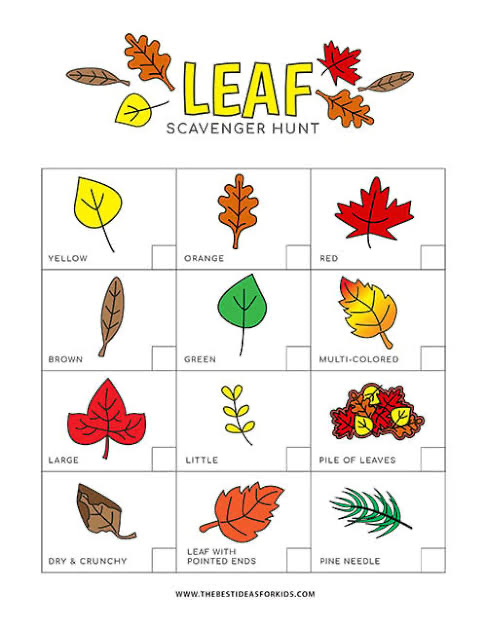 LEAF
SCAVENGER HUNT
YELLOW
ORANGE
RED
BROWN
GREEN
MULTI-COLORED
LARGE
LITTLE
PILE OF LEAVES
DRY & CRUNCHY
LEAF WITH
POINTED ENDS
PINE NEEDLE
WWW.THEBESTIDEASFORKIDS.COM